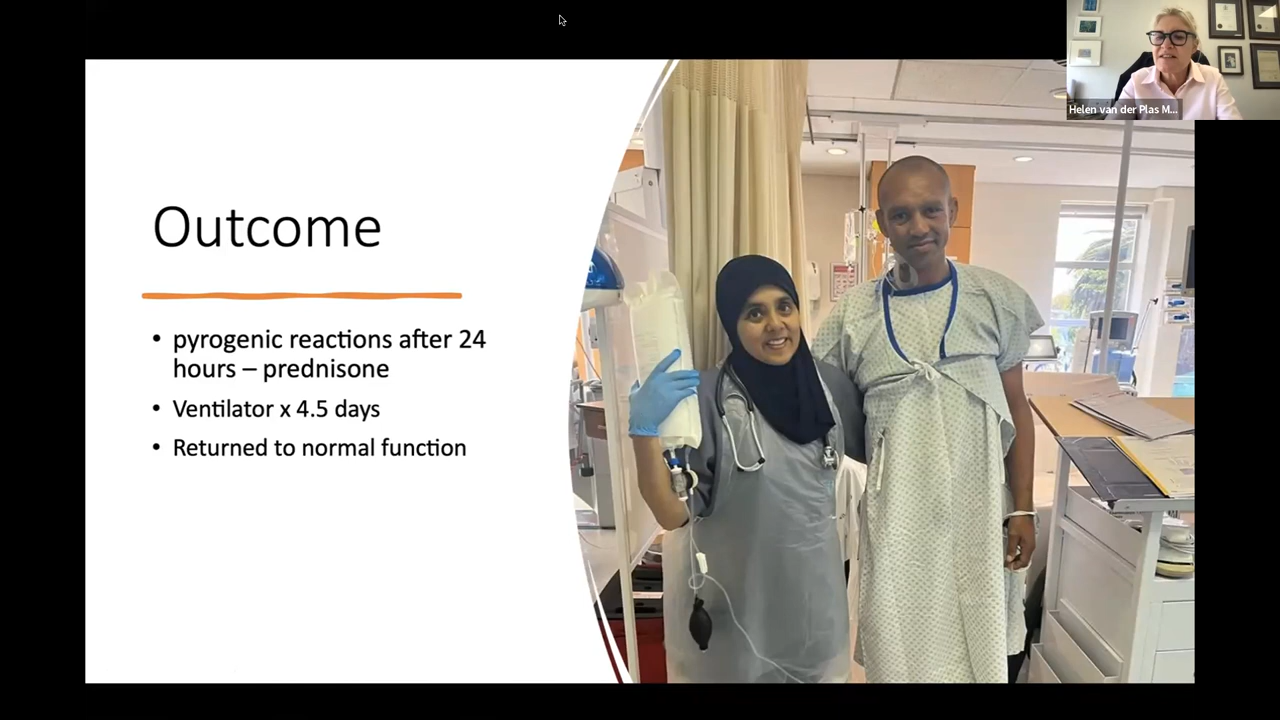 Helen van der Plas M...
Outcome
• pyrogenic reactions after 24
hours – prednisone
• Ventilator x 4.5 days
• Returned to normal function